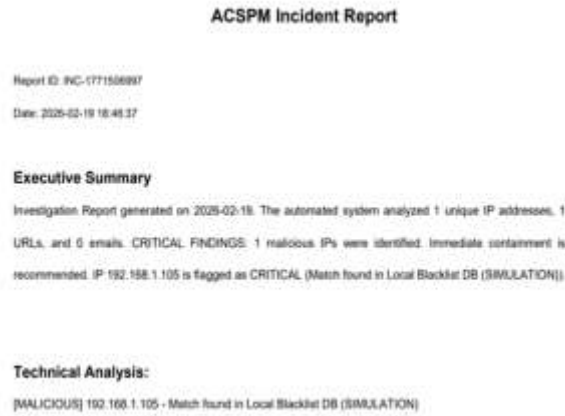 ACSPM Incident Report
Report ID: INC-1771506997
Date: 2026-02-19 18:46:37
Executive Summary
Investigation Report generated on 2026-02-19. The automated system analyzed 1 unique IP addresses, 1
URLs, and 0 emails. CRITICAL FINDINGS: 1 malicious IPs were identified. Immediate containment is
recommended. IP 192.168.1.105 is flagged as CRITICAL (Match found in Local Blacklist DB (SIMULATION)).
Technical Analysis:
[MALICIOUS] 192.168.1.105 - Match found in Local Blacklist DB (SIMULATION)